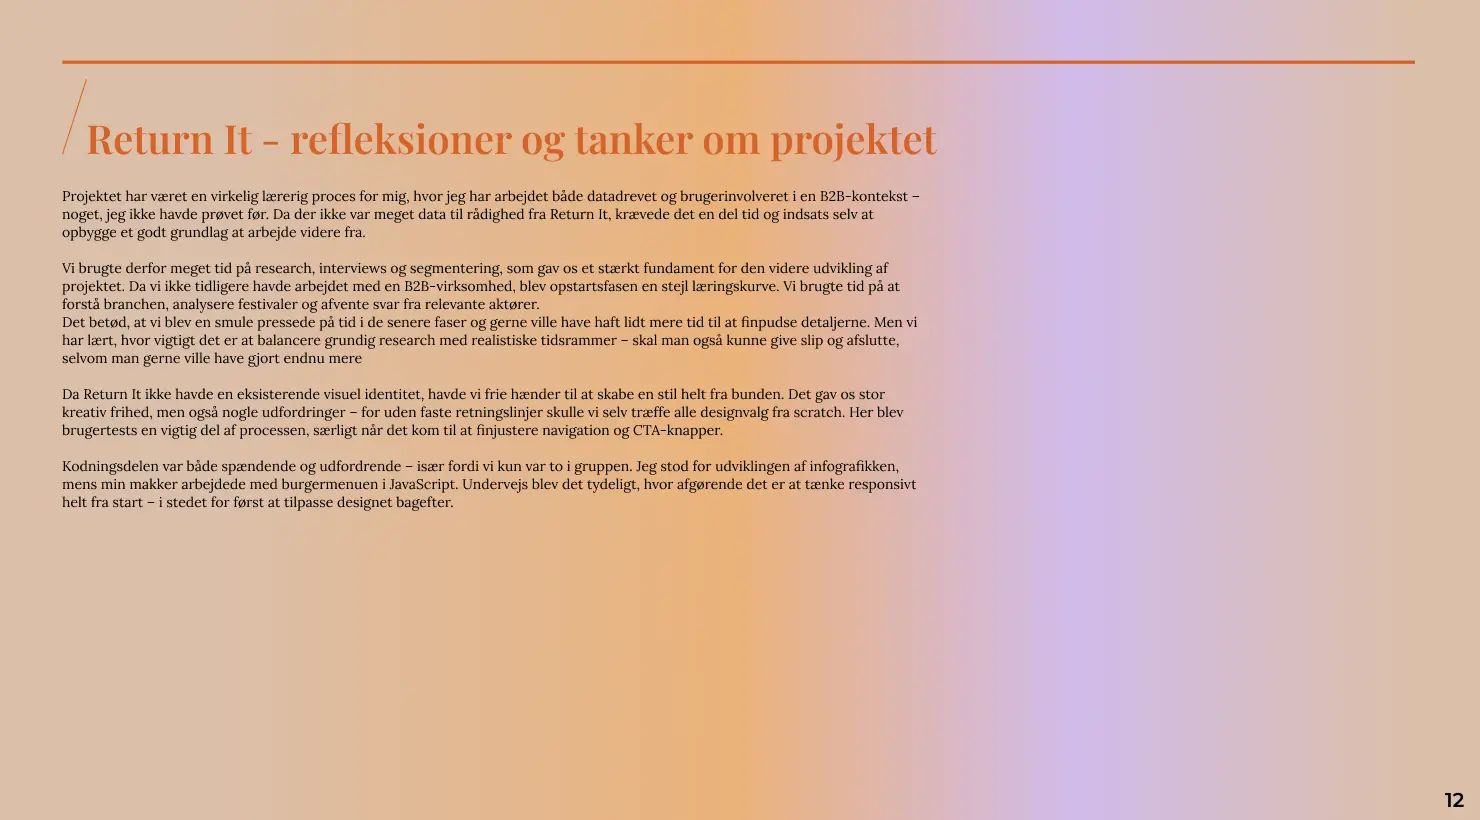 Return It - refleksioner og tanker om projektet
Projektet har været en virkelig lærerig proces for mig, hvor jeg har arbejdet både datadrevet og brugerinvolveret i en B2B-kontekst –
noget, jeg ikke havde prøvet før. Da der ikke var meget data til rådighed fra Return It, krævede det en del tid og indsats selv at
opbygge et godt grundlag at arbejde videre fra.
Vi brugte derfor meget tid på research, interviews og segmentering, som gav os et stærkt fundament for den videre udvikling af
projektet. Da vi ikke tidligere havde arbejdet med en B2B-virksomhed, blev opstartsfasen en stejl læringskurve. Vi brugte tid på at
forstå branchen, analysere festivaler og afvente svar fra relevante aktører.
Det betød, at vi blev en smule pressede på tid i de senere faser og gerne ville have haft lidt mere tid til at finpudse detaljerne. Men vi
har lært, hvor vigtigt det er at balancere grundig research med realistiske tidsrammer – skal man også kunne give slip og afslutte,
selvom man gerne ville have gjort endnu mere
Da Return It ikke havde en eksisterende visuel identitet, havde vi frie hænder til at skabe en stil helt fra bunden. Det gav os stor
kreativ frihed, men også nogle udfordringer – for uden faste retningslinjer skulle vi selv træffe alle designvalg fra scratch. Her blev
brugertests en vigtig del af processen, særligt når det kom til at finjustere navigation og CTA-knapper.
Kodningsdelen var både spændende og udfordrende – især fordi vi kun var to i gruppen. Jeg stod for udviklingen af infografikken,
mens min makker arbejdede med burgermenuen i JavaScript. Undervejs blev det tydeligt, hvor afgørende det er at tænke responsivt
helt fra start – i stedet for først at tilpasse designet bagefter.
12